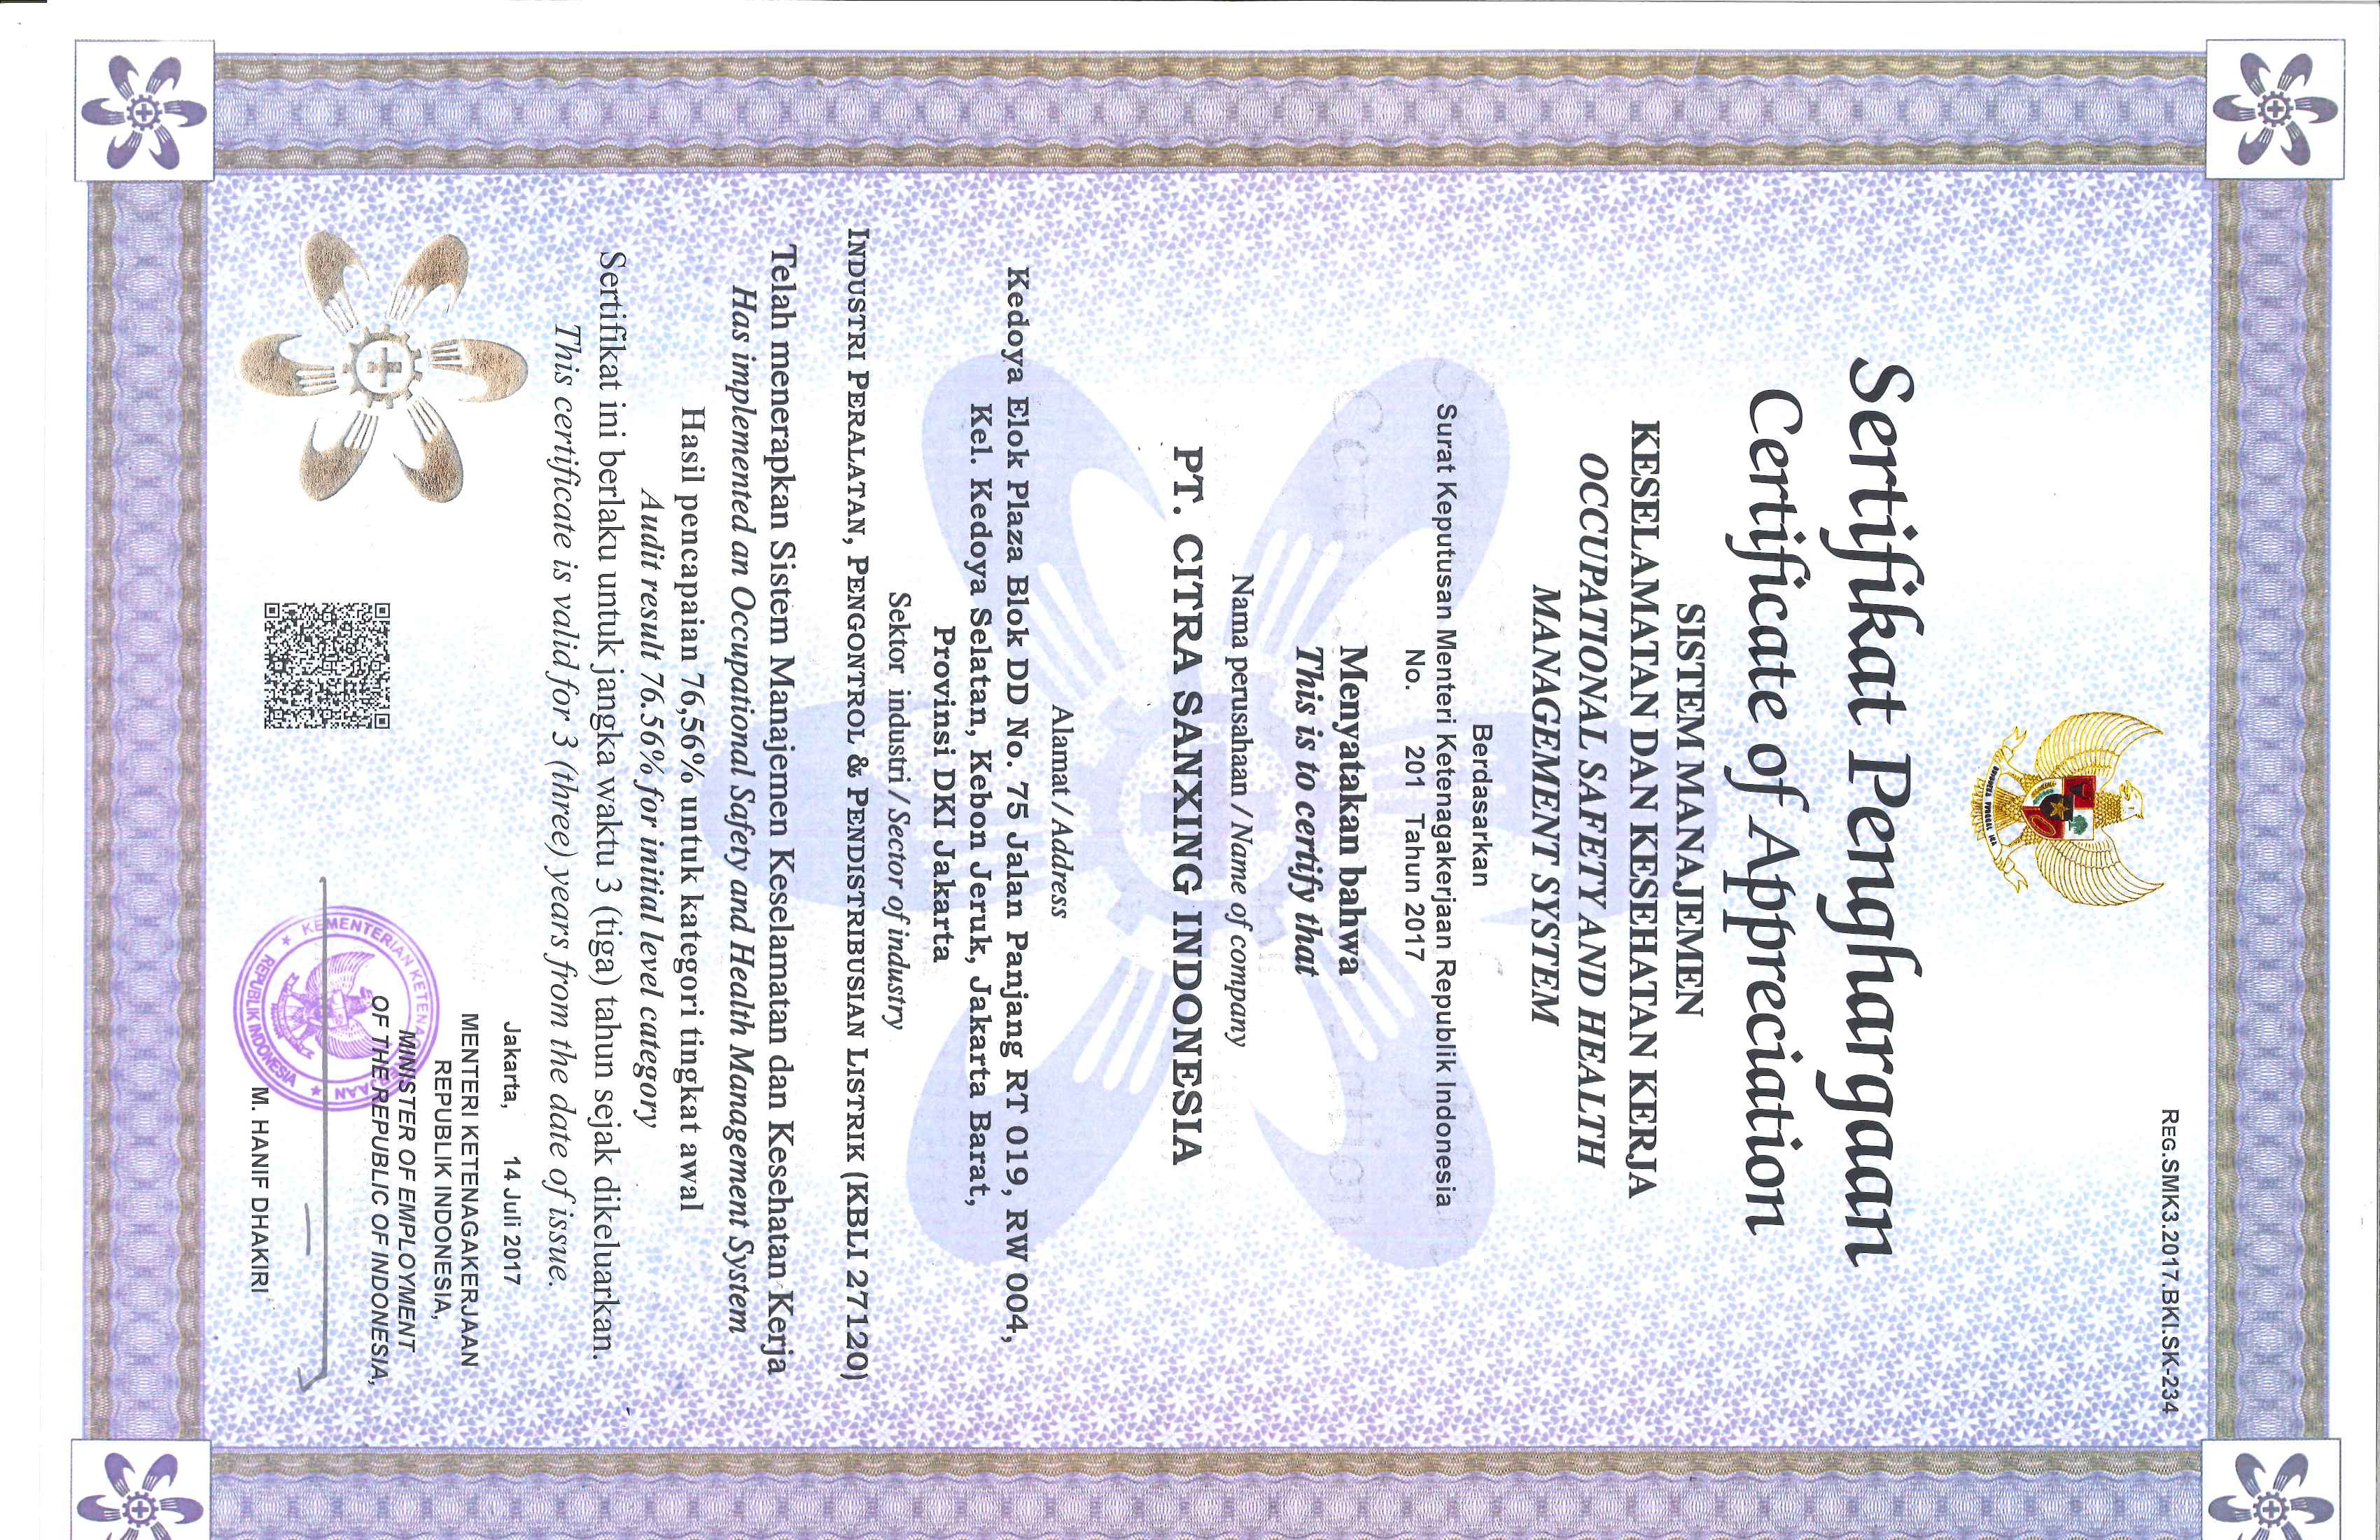 REG.SMK3.2017.BKI.SK-234
BHINNEKA TUNGGAL IKA
Sertifikat Penghargaan
Certificate of Appreciation
SISTEM MANAJEMEN
KESELAMATAN DAN KESEHATAN KERJA
OCCUPATIONAL SAFETY AND HEALTH
MANAGEMENT SYSTEM
Berdasarkan
Surat Keputusan Menteri Ketenagakerjaan Republik Indonesia
No. 201 Tahun 2017
Menyatakan bahwa
This is to certify that
Nama perusahaan / Name of company
PT. CITRA SANXING INDONESIA
Alamat / Address
Kedoya Elok Plaza Blok DD No. 75 Jalan Panjang RT 019, RW 004,
Kel. Kedoya Selatan, Kebon Jeruk, Jakarta Barat,
Provinsi DKI Jakarta
Sektor industri / Sector of industry
INDUSTRI PERALATAN, PENGONTROL & PENDISTRIBUSIAN LISTRIK (KBLI 27120)
Telah menerapkan Sistem Manajemen Keselamatan dan Kesehatan Kerja
Has implemented an Occupational Safety and Health Management System
Hasil pencapaian 76,56% untuk kategori tingkat awal
Audit result 76.56% for initial level category
Sertifikat ini berlaku untuk jangka waktu 3 (tiga) tahun sejak dikeluarkan.
This certificate is valid for 3 (three) years from the date of issue.
Jakarta, 14 Juli 2017
MENTERI KETENAGAKERJAAN
REPUBLIK INDONESIA,
MINISTER OF EMPLOYMENT
OF THE REPUBLIC OF INDONESIA,
KEMENTERIAN KETENAGAKERJAAN
REPUBLIK INDONESIA
M. HANIF DHAKIRI